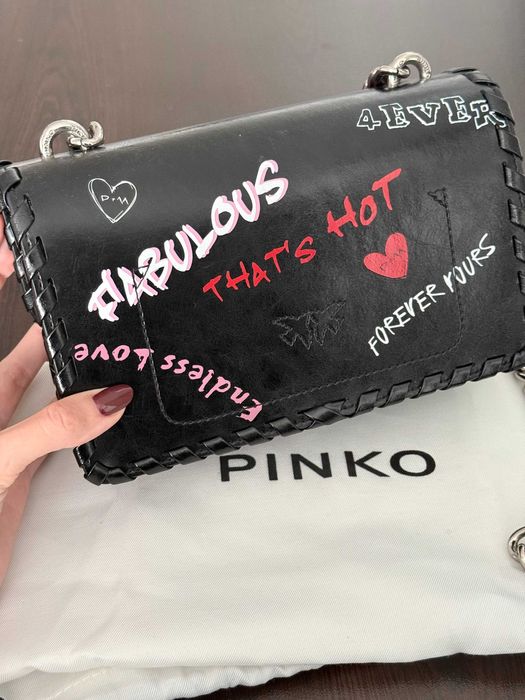 4EVER
D+M
FABULOUS
THAT'S HOT
FOREVER YOURS
Endless Love
PINKO